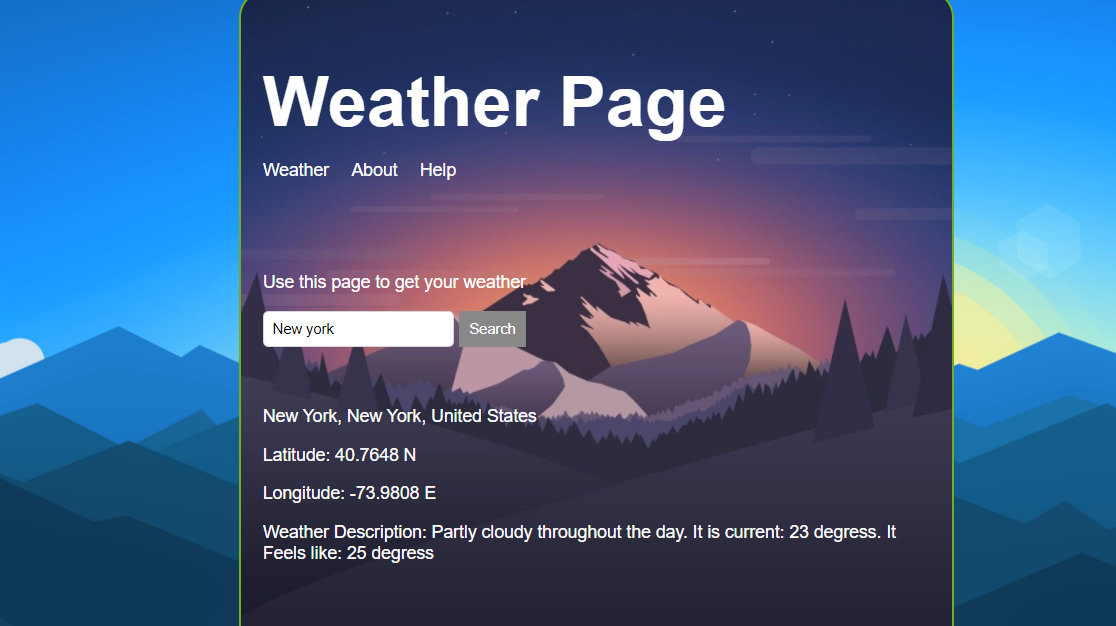 Weather Page
Weather About Help
Use this page to get your weather
New york Search
New York, New York, United States
Latitude: 40.7648 N
Longitude: -73.9808 E
Weather Description: Partly cloudy throughout the day. It is current: 23 degress. It
Feels like: 25 degress